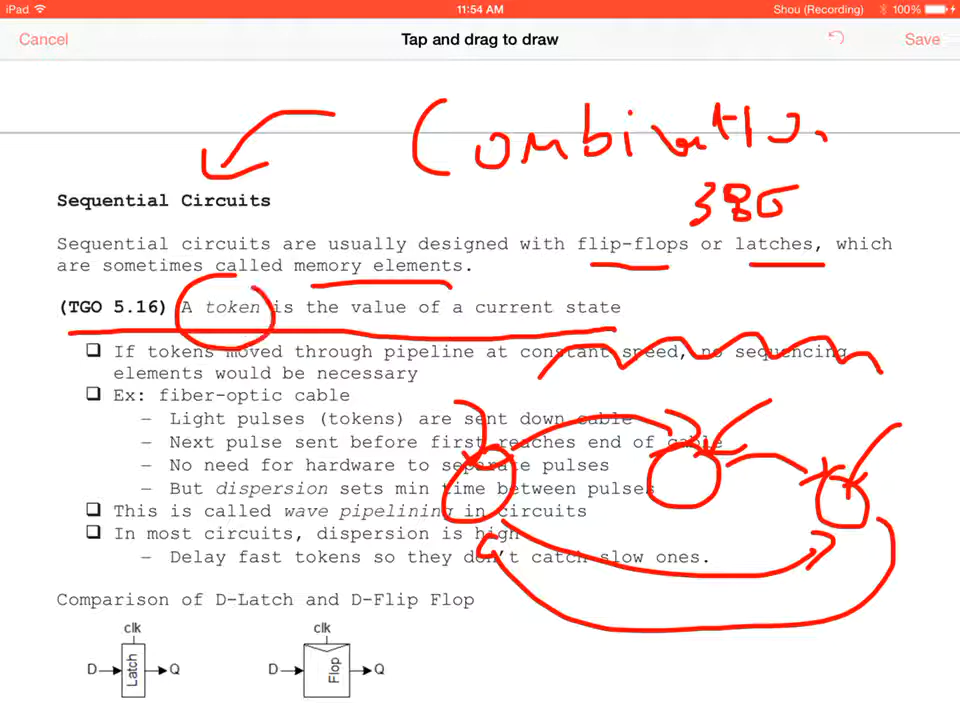 iPad 11:54 AM Shou (Recording) 100%
Cancel Tap and drag to draw Save
Sequential Circuits
Sequential circuits are usually designed with flip-flops or latches, which
are sometimes called memory elements.
(TGO 5.16) A token is the value of a current state
❑ If tokens moved through pipeline at constant speed, no sequencing
elements would be necessary
❑ Ex: fiber-optic cable
– Light pulses (tokens) are sent down cable
– Next pulse sent before first reaches end of cable
– No need for hardware to separate pulses
– But dispersion sets min time between pulses
❑ This is called wave pipelining in circuits
❑ In most circuits, dispersion is high
– Delay fast tokens so they don't catch slow ones.
Comparison of D-Latch and D-Flip Flop
clk clk
D Latch Q D Flop Q